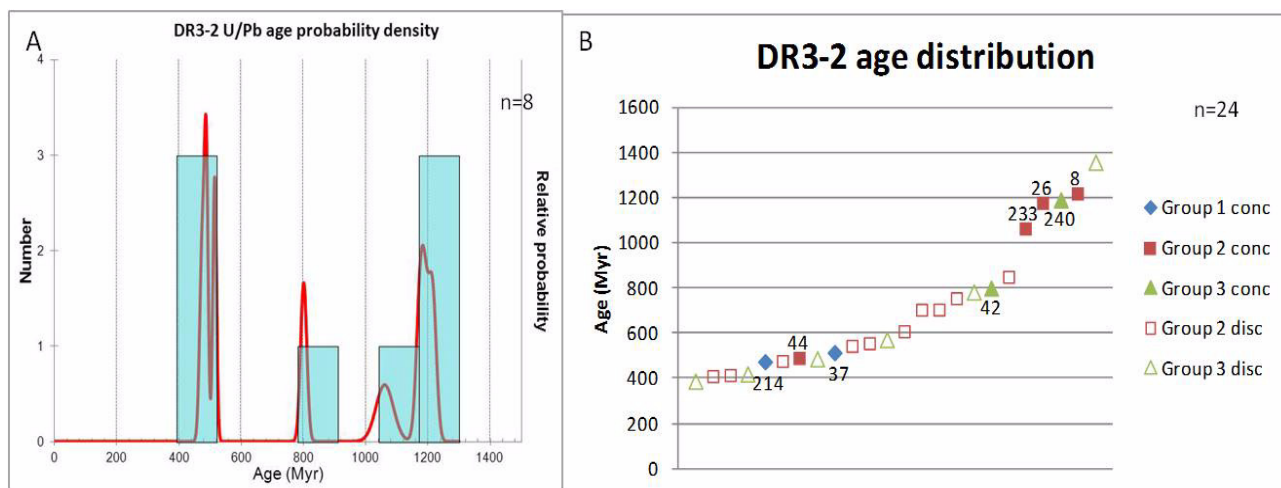 A
DR3-2 U/Pb age probability density
n=8
4
3
2
1
0
Number
Relative probability
0 200 400 600 800 1000 1200 1400
Age (Myr)
B
DR3-2 age distribution
n=24
1600
1400
1200
1000
800
600
400
200
0
Age (Myr)
26 8
233 240
42
44
214 37
Group 1 conc
Group 2 conc
Group 3 conc
Group 2 disc
Group 3 disc